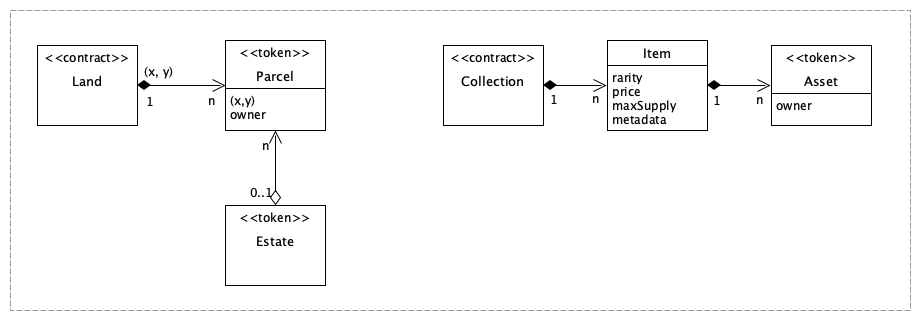 <<contract>>
Land
(x, y)
1
n
<<token>>
Parcel
(x,y)
owner
n
0..1
<<token>>
Estate
<<contract>>
Collection
1
n
Item
rarity
price
maxSupply
metadata
1
n
<<token>>
Asset
owner